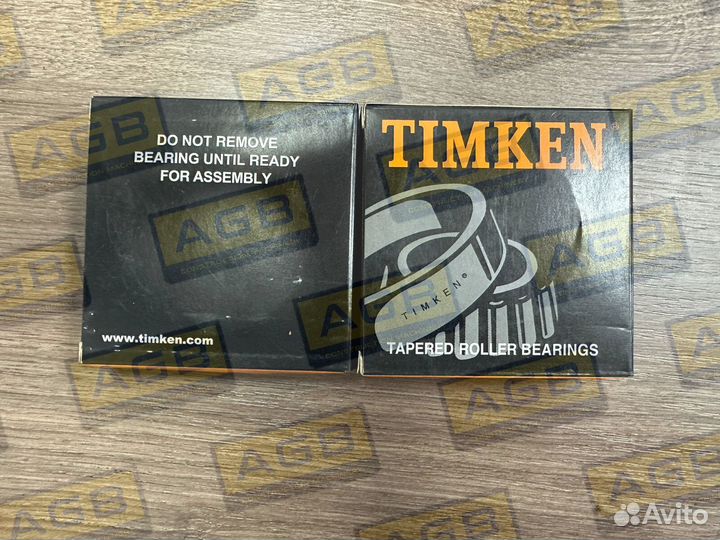 DO NOT REMOVE
BEARING UNTIL READY
FOR ASSEMBLY
www.timken.com
TIMKEN®
TIMKEN®
TAPERED ROLLER BEARINGS
AGB
Avito